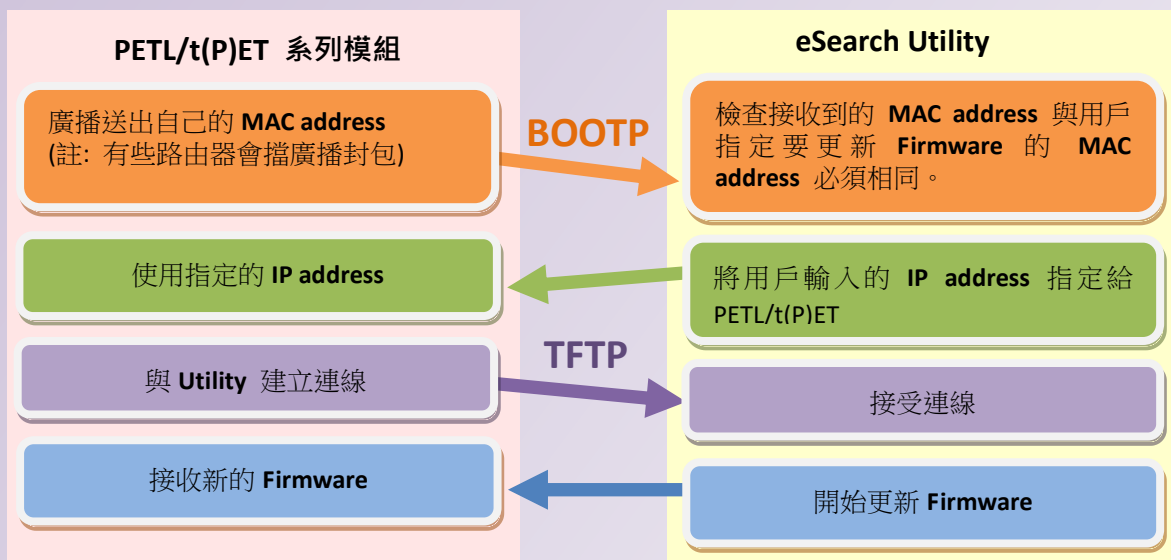 PETL/t(P)ET 系列模組
eSearch Utility
廣播送出自己的 MAC address
(註: 有些路由器會擋廣播封包)
BOOTP
檢查接收到的 MAC address 與用戶
指定要更新 Firmware 的 MAC
address 必須相同。
使用指定的 IP address
將用戶輸入的 IP address 指定給
PETL/t(P)ET
TFTP
與 Utility 建立連線
接受連線
接收新的 Firmware
開始更新 Firmware